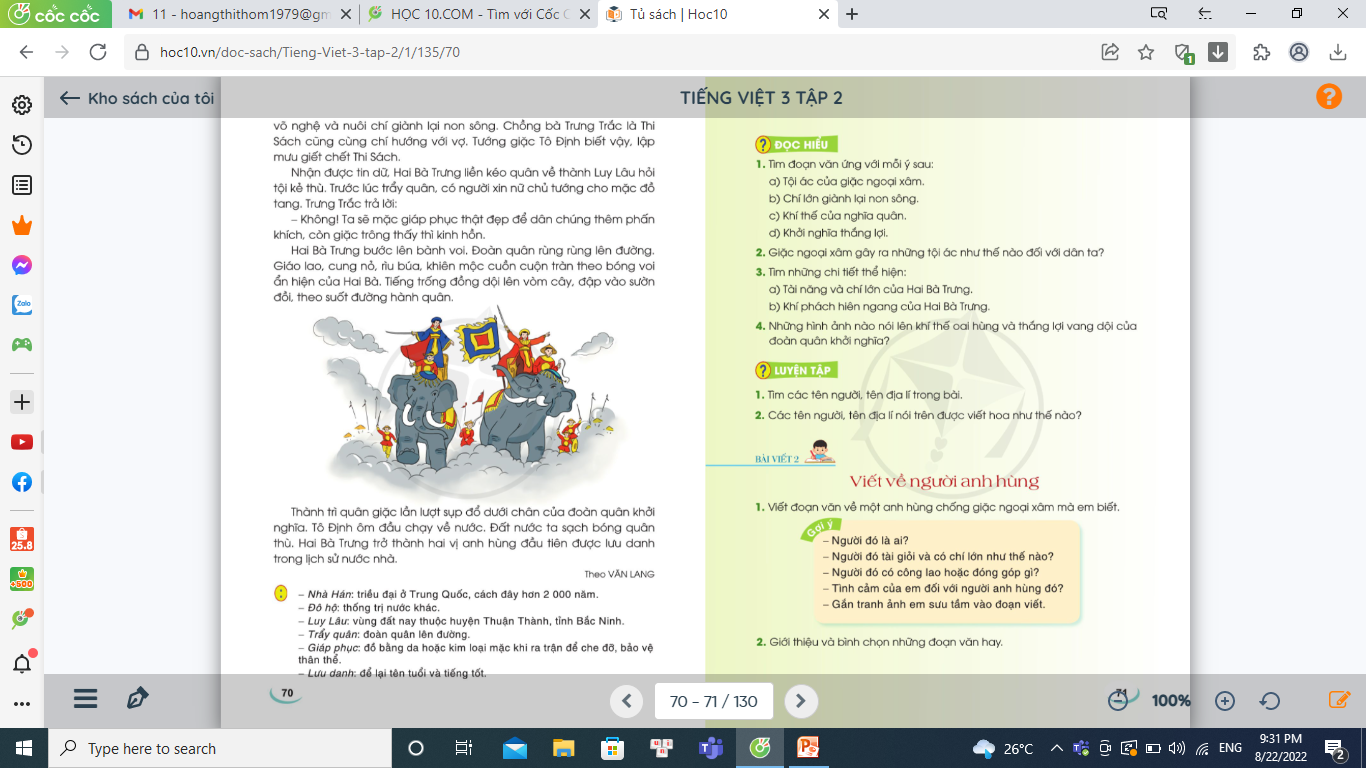 CỐC CỐC
11 - hoangthithom1979@gm
HỌC 10.COM - Tìm với Cốc C
Tủ sách | Hoc10
hoc10.vn/doc-sach/Tieng-Viet-3-tap-2/1/135/70
Kho sách của tôi
TIẾNG VIỆT 3 TẬP 2
võ nghệ và nuôi chí giành lại non sông. Chồng bà Trưng Trắc là Thi
Sách cũng cùng chí hướng với vợ. Tướng giặc Tô Định biết vậy, lập
mưu giết chết Thi Sách.
Nhận được tin dữ, Hai Bà Trưng liền kéo quân về thành Luy Lâu hỏi
tội kẻ thù. Trước lúc trẩy quân, có người xin nữ chủ tướng cho mặc đồ
tang. Trưng Trắc trả lời:
– Không! Ta sẽ mặc giáp phục thật đẹp để dân chúng thêm phấn
khích, còn giặc trông thấy thì kinh hồn.
Hai Bà Trưng bước lên bành voi. Đoàn quân rùng rùng lên đường.
Giáo lao, cung nỏ, rìu búa, khiên mộc cuồn cuộn tràn theo bóng voi
ẩn hiện của Hai Bà. Tiếng trống đồng dội lên vòm cây, đập vào sườn
đồi, theo suốt đường hành quân.
Thành trì quân giặc lần lượt sụp đổ dưới chân của đoàn quân khởi
nghĩa. Tô Định ôm đầu chạy về nước. Đất nước ta sạch bóng quân
thù. Hai Bà Trưng trở thành hai vị anh hùng đầu tiên được lưu danh
trong lịch sử nước nhà.
Theo VĂN LANG
– Nhà Hán: triều đại ở Trung Quốc, cách đây hơn 2 000 năm.
– Đô hộ: thống trị nước khác.
– Luy Lâu: vùng đất nay thuộc huyện Thuận Thành, tỉnh Bắc Ninh.
– Trẩy quân: đoàn quân lên đường.
– Giáp phục: đồ bằng da hoặc kim loại mặc khi ra trận để che đỡ, bảo vệ
thân thể.
– Lưu danh: để lại tên tuổi và tiếng tốt.
70
ĐỌC HIỂU
1. Tìm đoạn văn ứng với mỗi ý sau:
a) Tội ác của giặc ngoại xâm.
b) Chí lớn giành lại non sông.
c) Khí thế của nghĩa quân.
d) Khởi nghĩa thắng lợi.
2. Giặc ngoại xâm gây ra những tội ác như thế nào đối với dân ta?
3. Tìm những chi tiết thể hiện:
a) Tài năng và chí lớn của Hai Bà Trưng.
b) Khí phách hiên ngang của Hai Bà Trưng.
4. Những hình ảnh nào nói lên khí thế oai hùng và thắng lợi vang dội của
đoàn quân khởi nghĩa?
LUYỆN TẬP
1. Tìm các tên người, tên địa lí trong bài.
2. Các tên người, tên địa lí nói trên được viết hoa như thế nào?
BÀI VIẾT 2
Viết về người anh hùng
1. Viết đoạn văn về một anh hùng chống giặc ngoại xâm mà em biết.
Gợi ý
– Người đó là ai?
– Người đó tài giỏi và có chí lớn như thế nào?
– Người đó có công lao hoặc đóng góp gì?
– Tình cảm của em đối với người anh hùng đó?
– Gắn tranh ảnh em sưu tầm vào đoạn viết.
2. Giới thiệu và bình chọn những đoạn văn hay.
71
70 - 71 / 130
100%
Zalo
25.8
+500
Type here to search
26°C
ENG
9:31 PM
8/22/2022
2